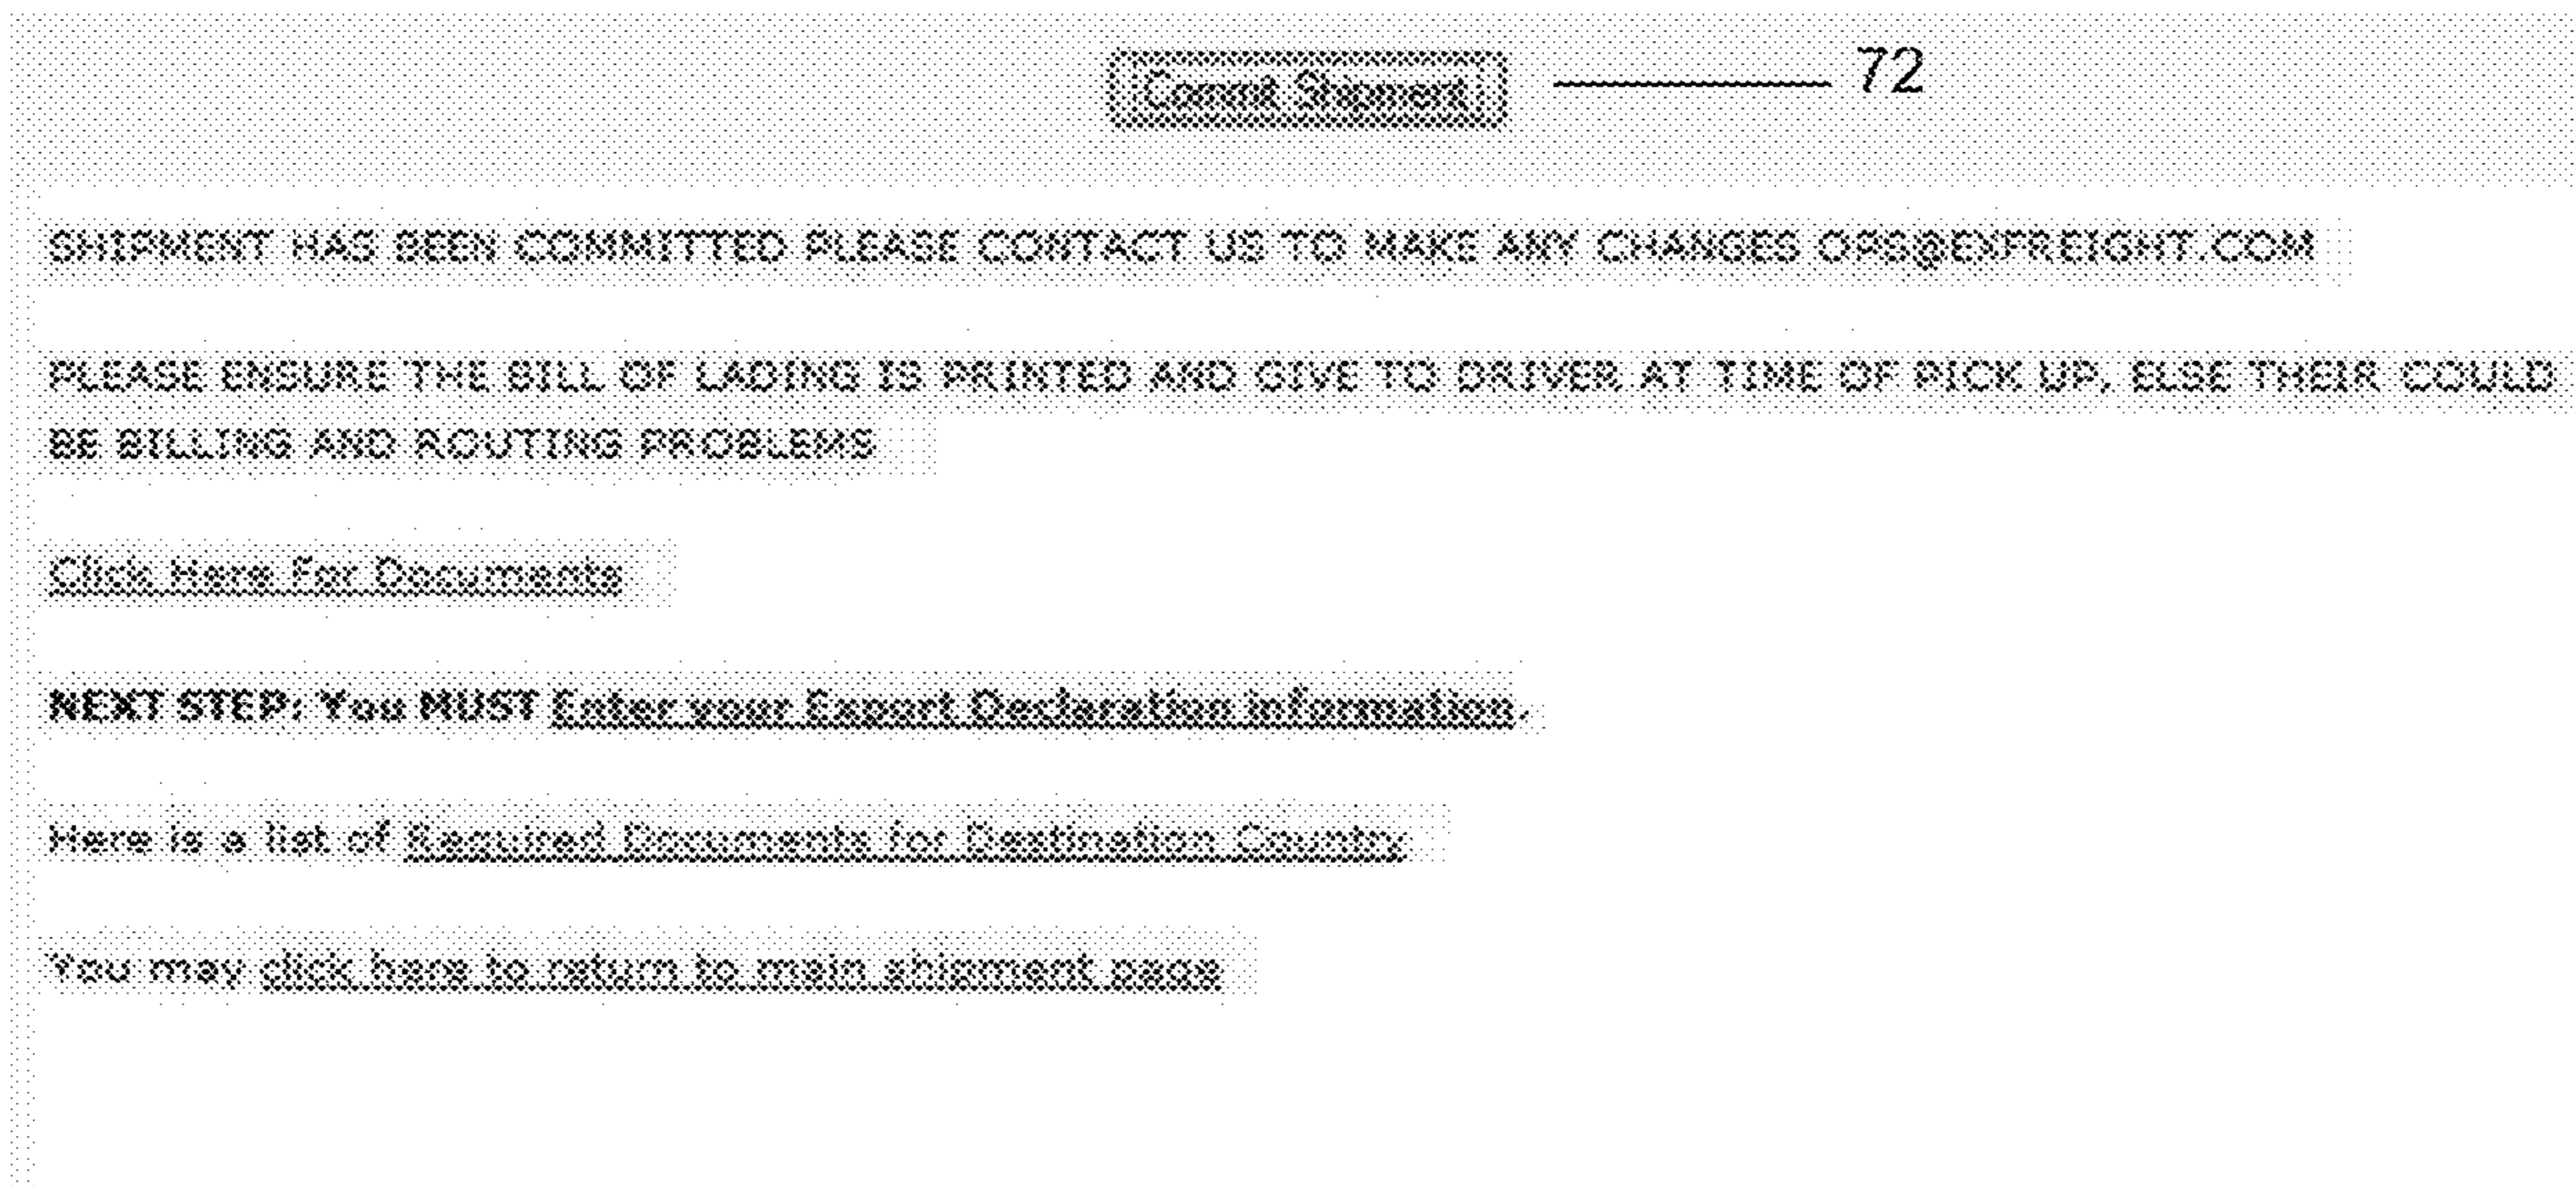 Commit Shipment 72
SHIPMENT HAS BEEN COMMITTED PLEASE CONTACT US TO MAKE ANY CHANGES OPS@EXFREIGHT.COM
PLEASE ENSURE THE BILL OF LADING IS PRINTED AND GIVE TO DRIVER AT TIME OF PICK UP, ELSE THEIR COULD
BE BILLING AND ROUTING PROBLEMS
Click Here For Documents
NEXT STEP: You MUST Enter your Export Declaration information.
Here is a list of Required Documents for Destination Country
You may click here to return to main shipment page